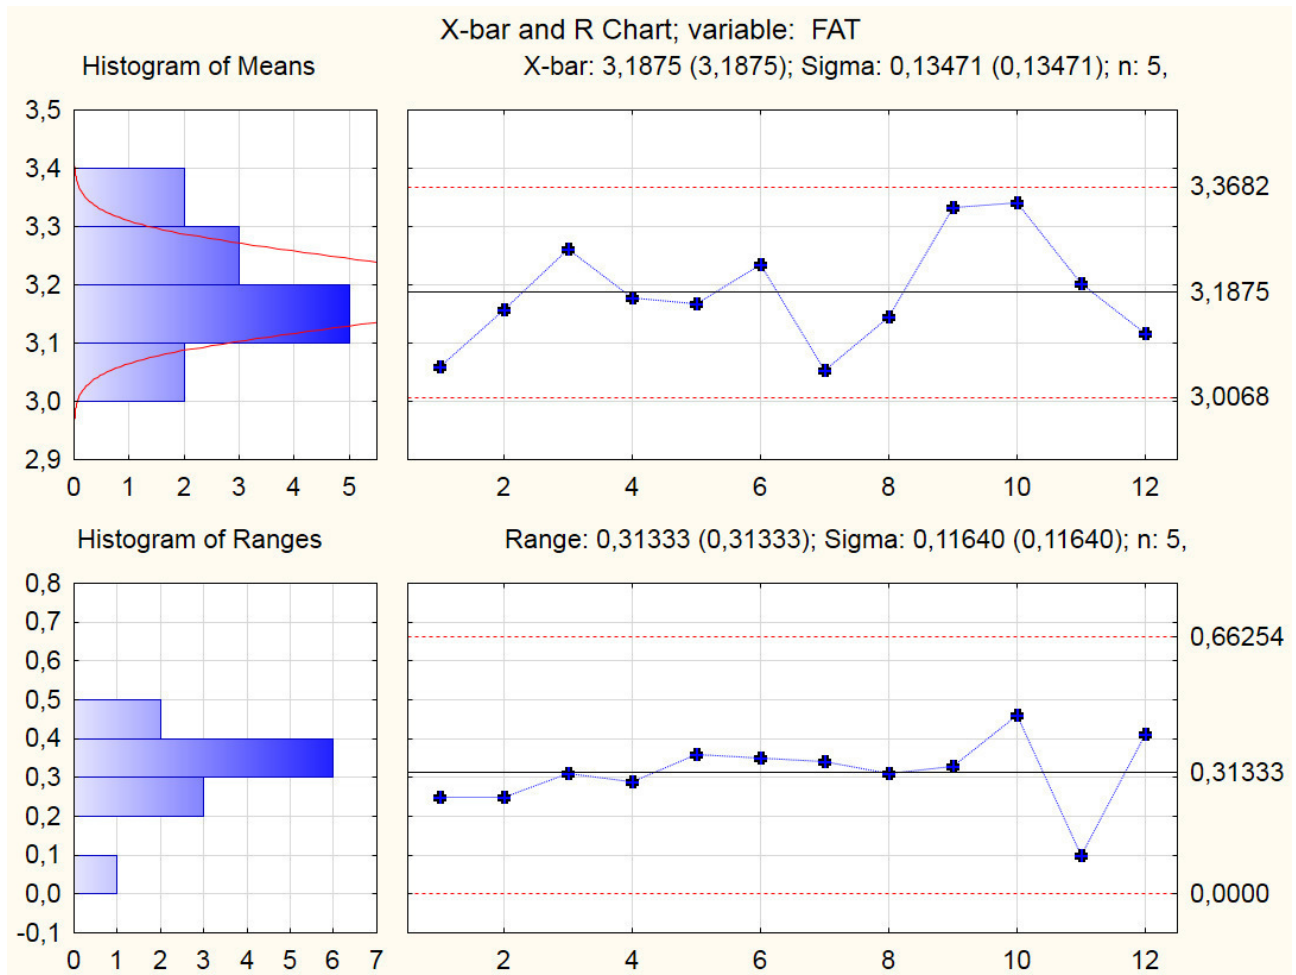 X-bar and R Chart; variable:  FAT
Histogram of Means
X-bar: 3,1875 (3,1875); Sigma: 0,13471 (0,13471); n: 5,
3,5
3,4
3,3
3,2
3,1
3,0
2,9
0 1 2 3 4 5
3,3682
3,1875
3,0068
2 4 6 8 10 12
Histogram of Ranges
Range: 0,31333 (0,31333); Sigma: 0,11640 (0,11640); n: 5,
0,8
0,7
0,6
0,5
0,4
0,3
0,2
0,1
0,0
-0,1
0 1 2 3 4 5 6 7
0,66254
0,31333
0,0000
2 4 6 8 10 12